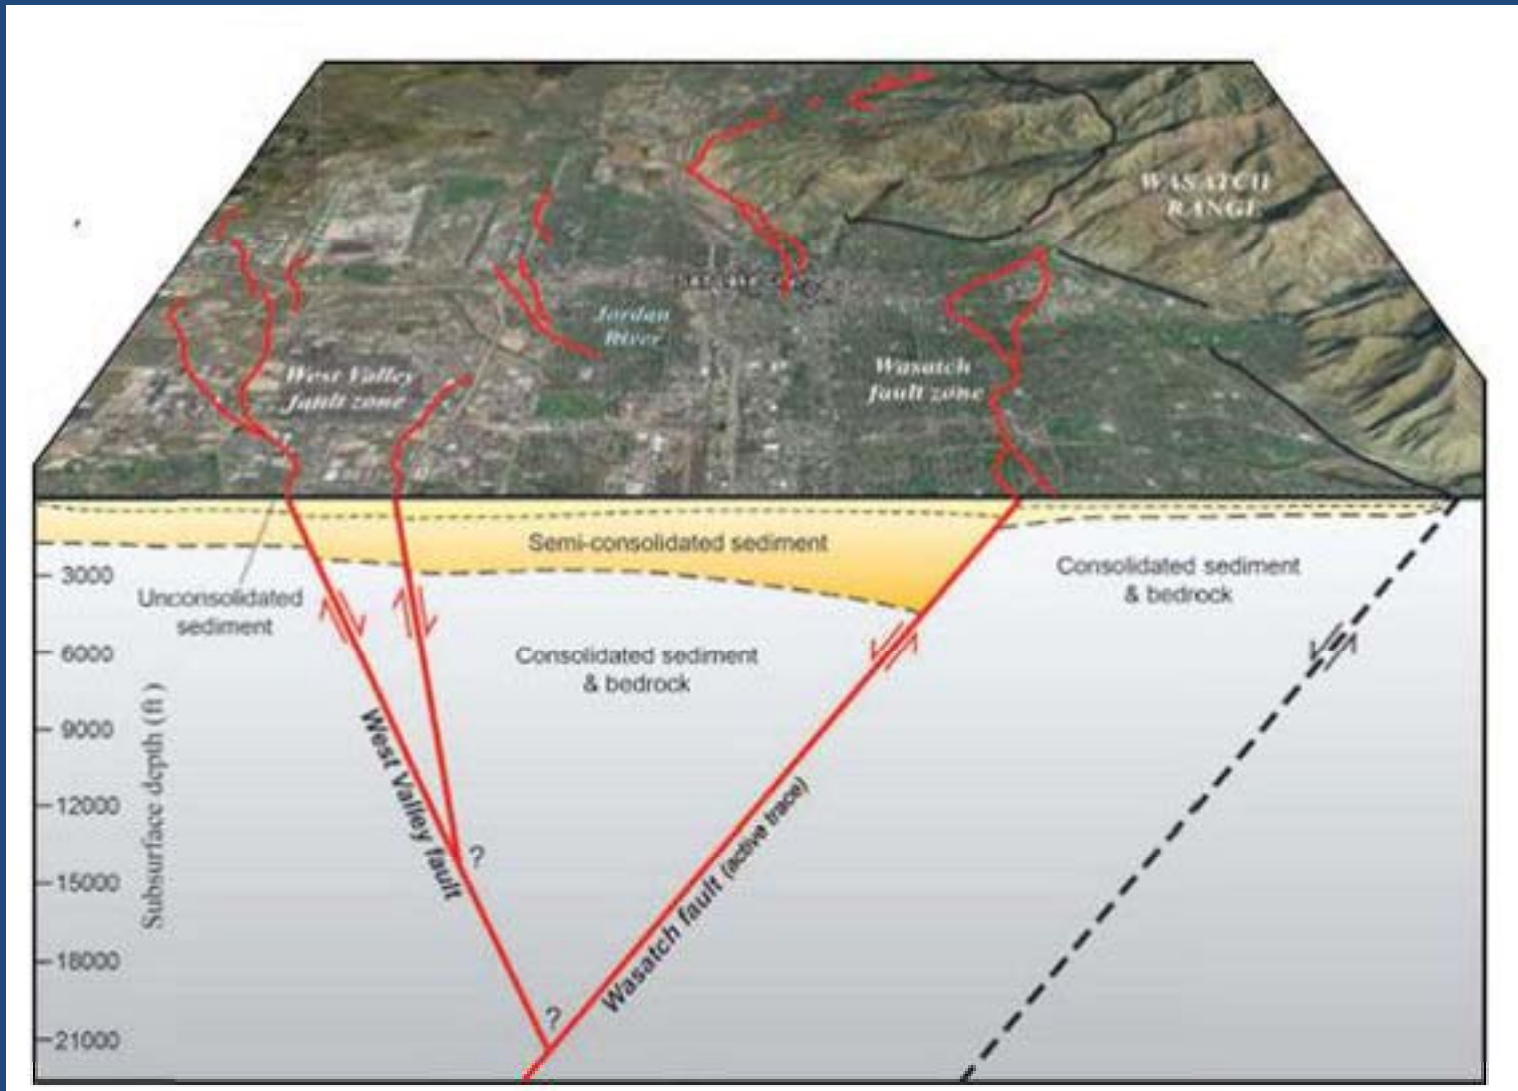 WASATCH
RANGE
Jordan
River
West Valley
fault zone
Wasatch
fault zone
Semi-consolidated sediment
Consolidated sediment
& bedrock
Unconsolidated
sediment
Consolidated sediment
& bedrock
3000
6000
9000
12000
15000
18000
21000
Subsurface depth (ft)
West Valley fault
?
Wasatch fault (active trace)
?